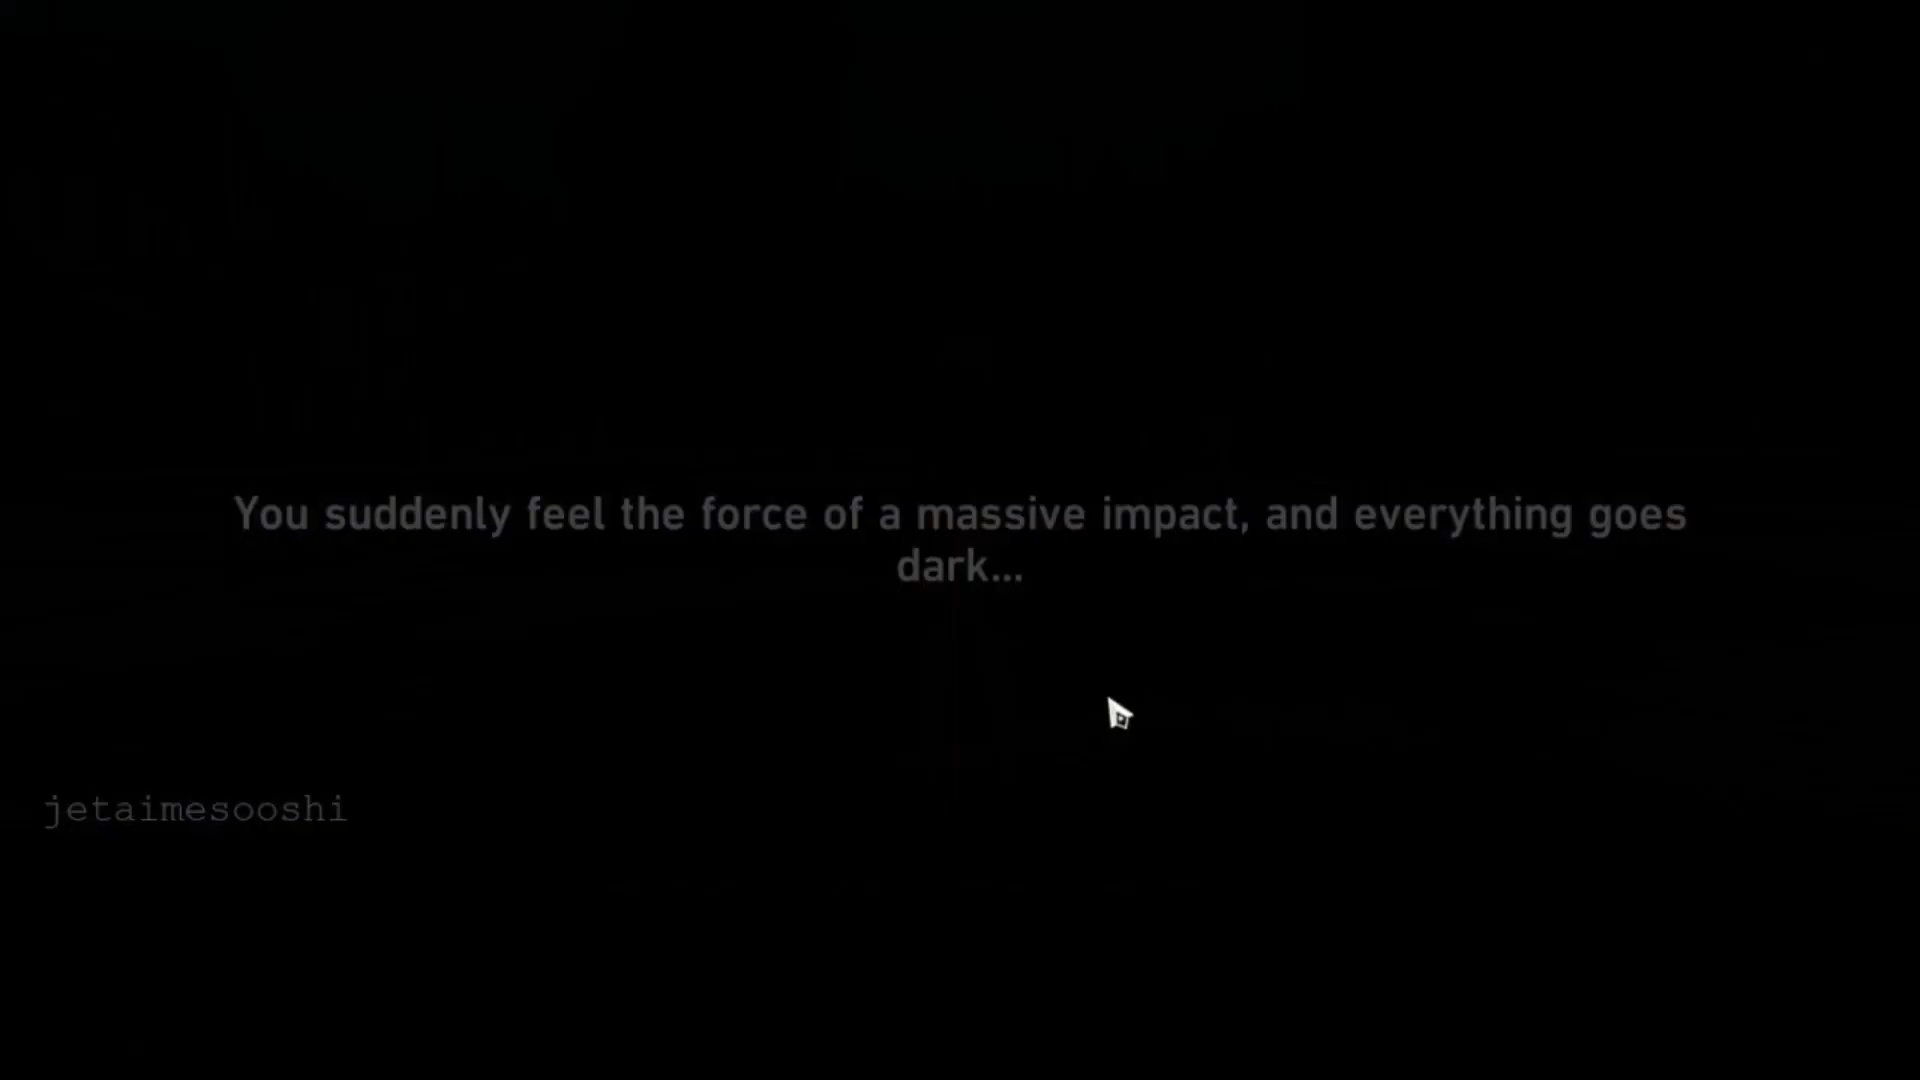 You suddenly feel the force of a massive impact, and everything goes
dark...
jetaimesooshi